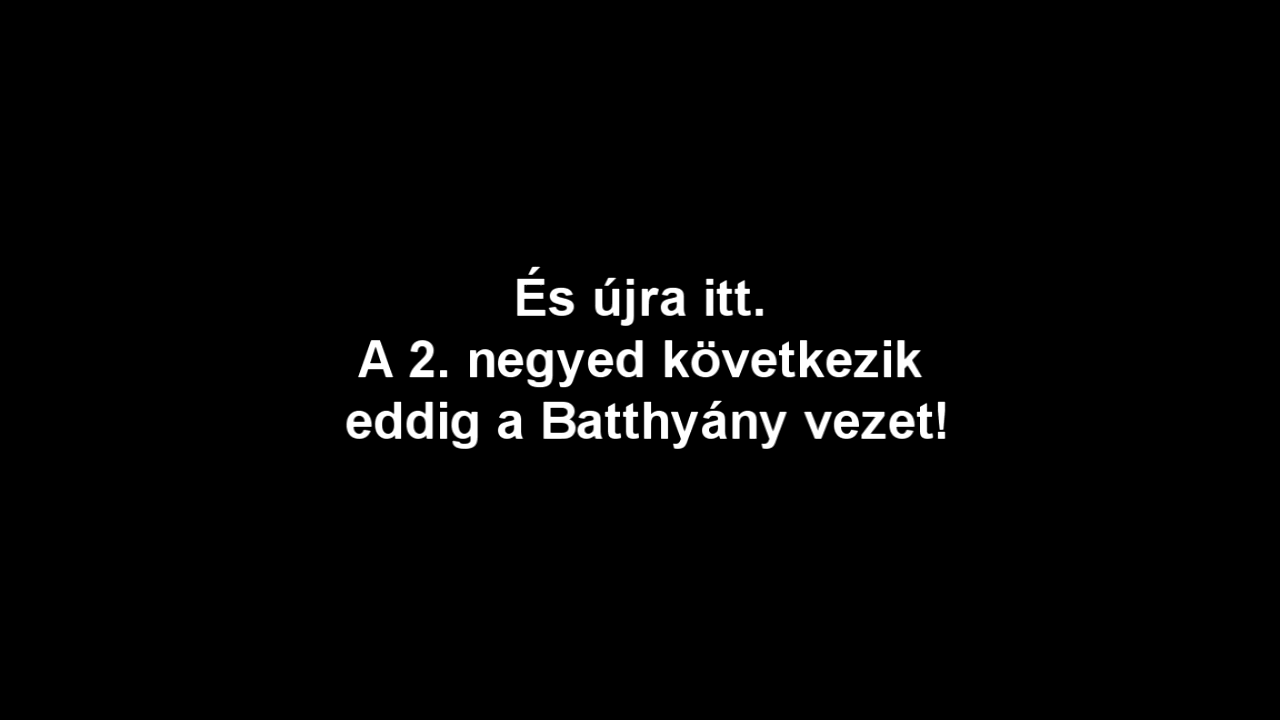 És újra itt.
A 2. negyed következik
eddig a Batthyány vezet!